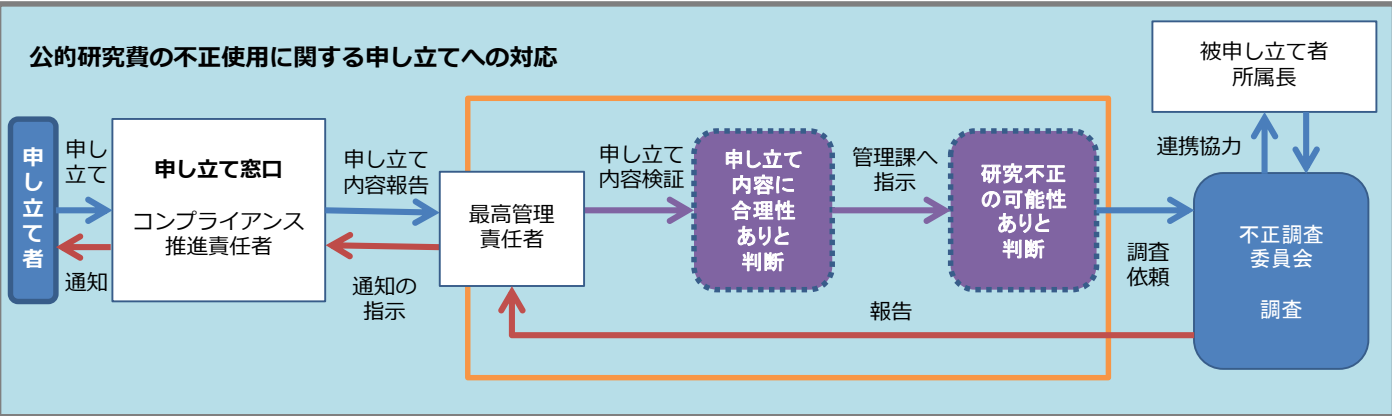 公的研究費の不正使用に関する申し立てへの対応
申し立て者
申し
立て
通知
申し立て窓口
コンプライアンス
推進責任者
申し立て
内容報告
通知の
指示
最高管理
責任者
申し立て
内容検証
申し立て
内容に
合理性
ありと
判断
管理課へ
指示
研究不正
の可能性
ありと
判断
調査
依頼
報告
被申し立て者
所属長
連携協力
不正調査
委員会
調査